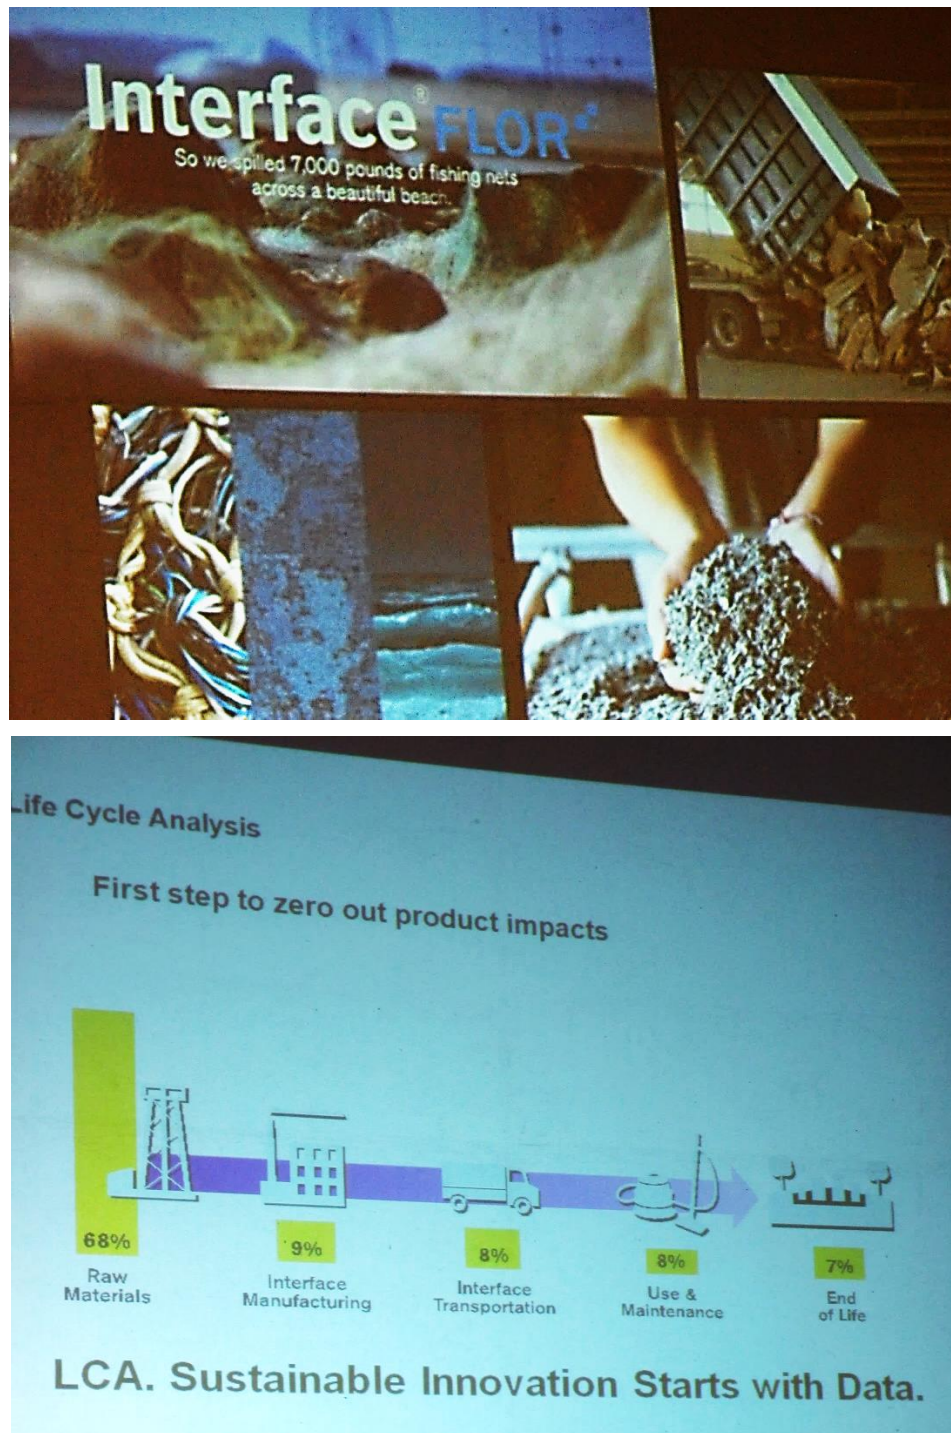 Interface® FLOR
So we spilled 7,000 pounds of fishing nets
across a beautiful beach.
Life Cycle Analysis
First step to zero out product impacts
68%
9%
8%
8%
7%
Raw
Materials
Interface
Manufacturing
Interface
Transportation
Use &
Maintenance
End
of Life
LCA. Sustainable Innovation Starts with Data.